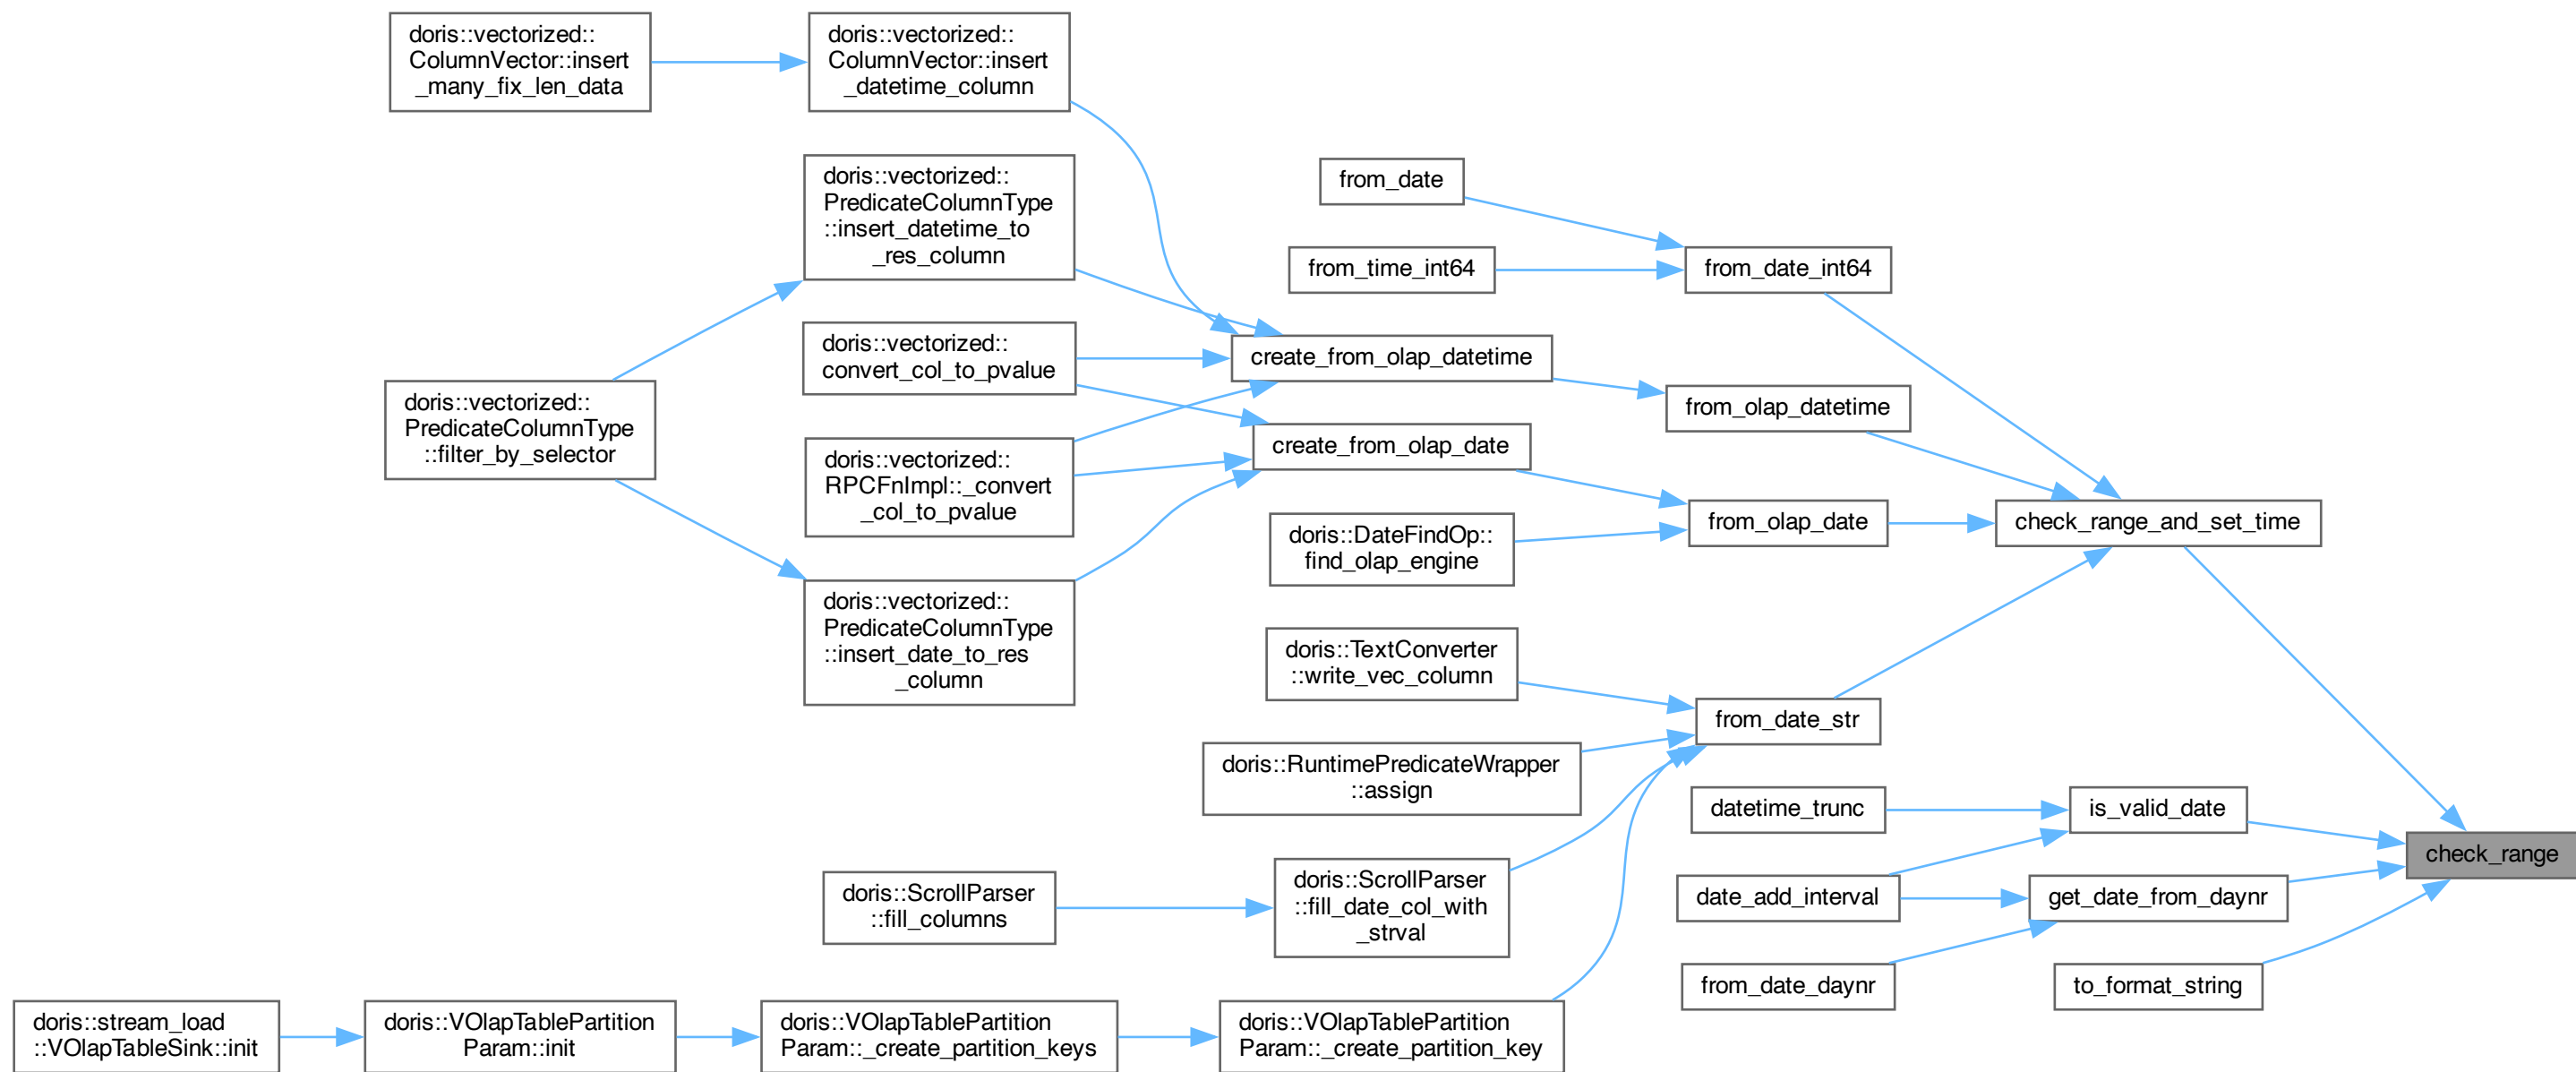 doris::vectorized::
ColumnVector::insert
_many_fix_len_data
doris::vectorized::
ColumnVector::insert
_datetime_column
doris::vectorized::
PredicateColumnType
::insert_datetime_to
_res_column
from_date
from_time_int64
from_date_int64
doris::vectorized::
convert_col_to_pvalue
create_from_olap_datetime
doris::vectorized::
PredicateColumnType
::filter_by_selector
from_olap_datetime
doris::vectorized::
RPCFnImpl::_convert
_col_to_pvalue
create_from_olap_date
doris::DateFindOp::
find_olap_engine
from_olap_date
check_range_and_set_time
doris::vectorized::
PredicateColumnType
::insert_date_to_res
_column
doris::TextConverter
::write_vec_column
from_date_str
doris::RuntimePredicateWrapper
::assign
datetime_trunc
is_valid_date
check_range
doris::ScrollParser
::fill_columns
doris::ScrollParser
::fill_date_col_with
_strval
date_add_interval
get_date_from_daynr
from_date_daynr
to_format_string
doris::stream_load
::VOlapTableSink::init
doris::VOlapTablePartition
Param::init
doris::VOlapTablePartition
Param::_create_partition_keys
doris::VOlapTablePartition
Param::_create_partition_key